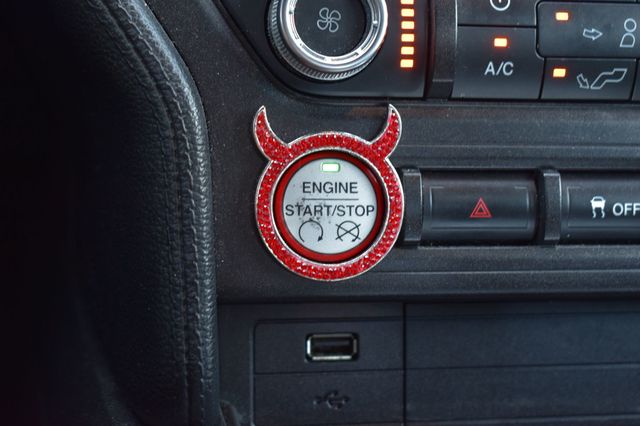 A/C
ENGINE
START/STOP
OFF